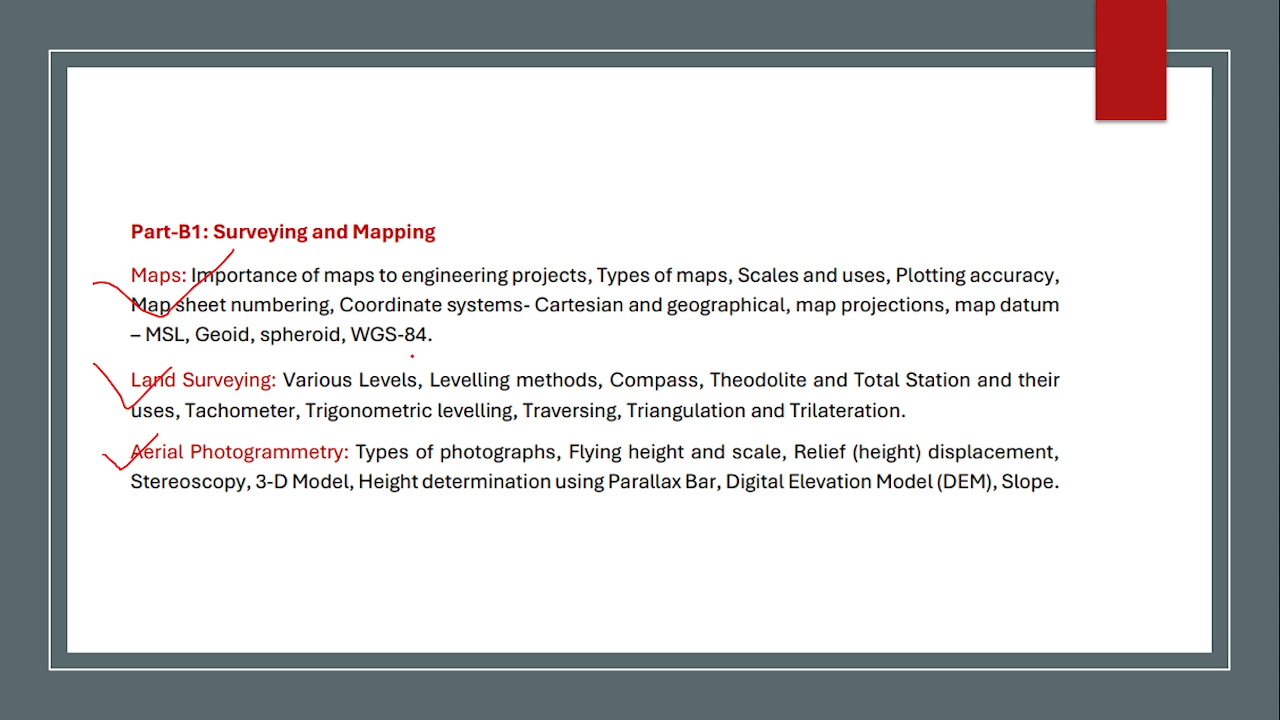 Part-B1: Surveying and Mapping
Maps: Importance of maps to engineering projects, Types of maps, Scales and uses, Plotting accuracy,
Map sheet numbering, Coordinate systems- Cartesian and geographical, map projections, map datum
– MSL, Geoid, spheroid, WGS-84.
Land Surveying: Various Levels, Levelling methods, Compass, Theodolite and Total Station and their
uses, Tachometer, Trigonometric levelling, Traversing, Triangulation and Trilateration.
Aerial Photogrammetry: Types of photographs, Flying height and scale, Relief (height) displacement,
Stereoscopy, 3-D Model, Height determination using Parallax Bar, Digital Elevation Model (DEM), Slope.